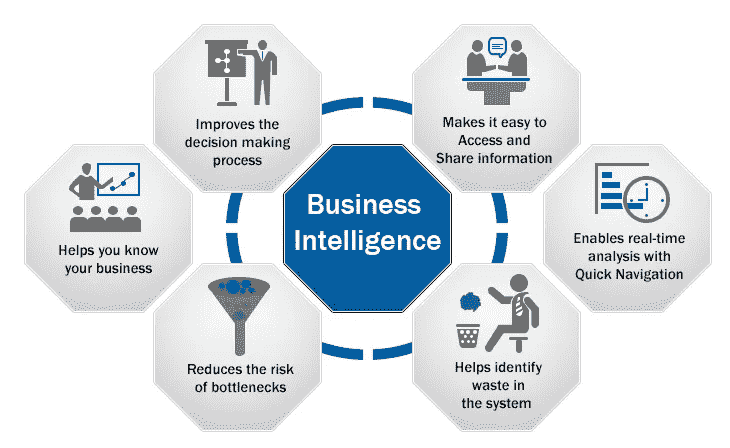 Business
Intelligence
Improves the
decision making
process
Makes it easy to
Access and
Share information
Helps you know
your business
Enables real-time
analysis with
Quick Navigation
Reduces the risk
of bottlenecks
Helps identify
waste in
the system